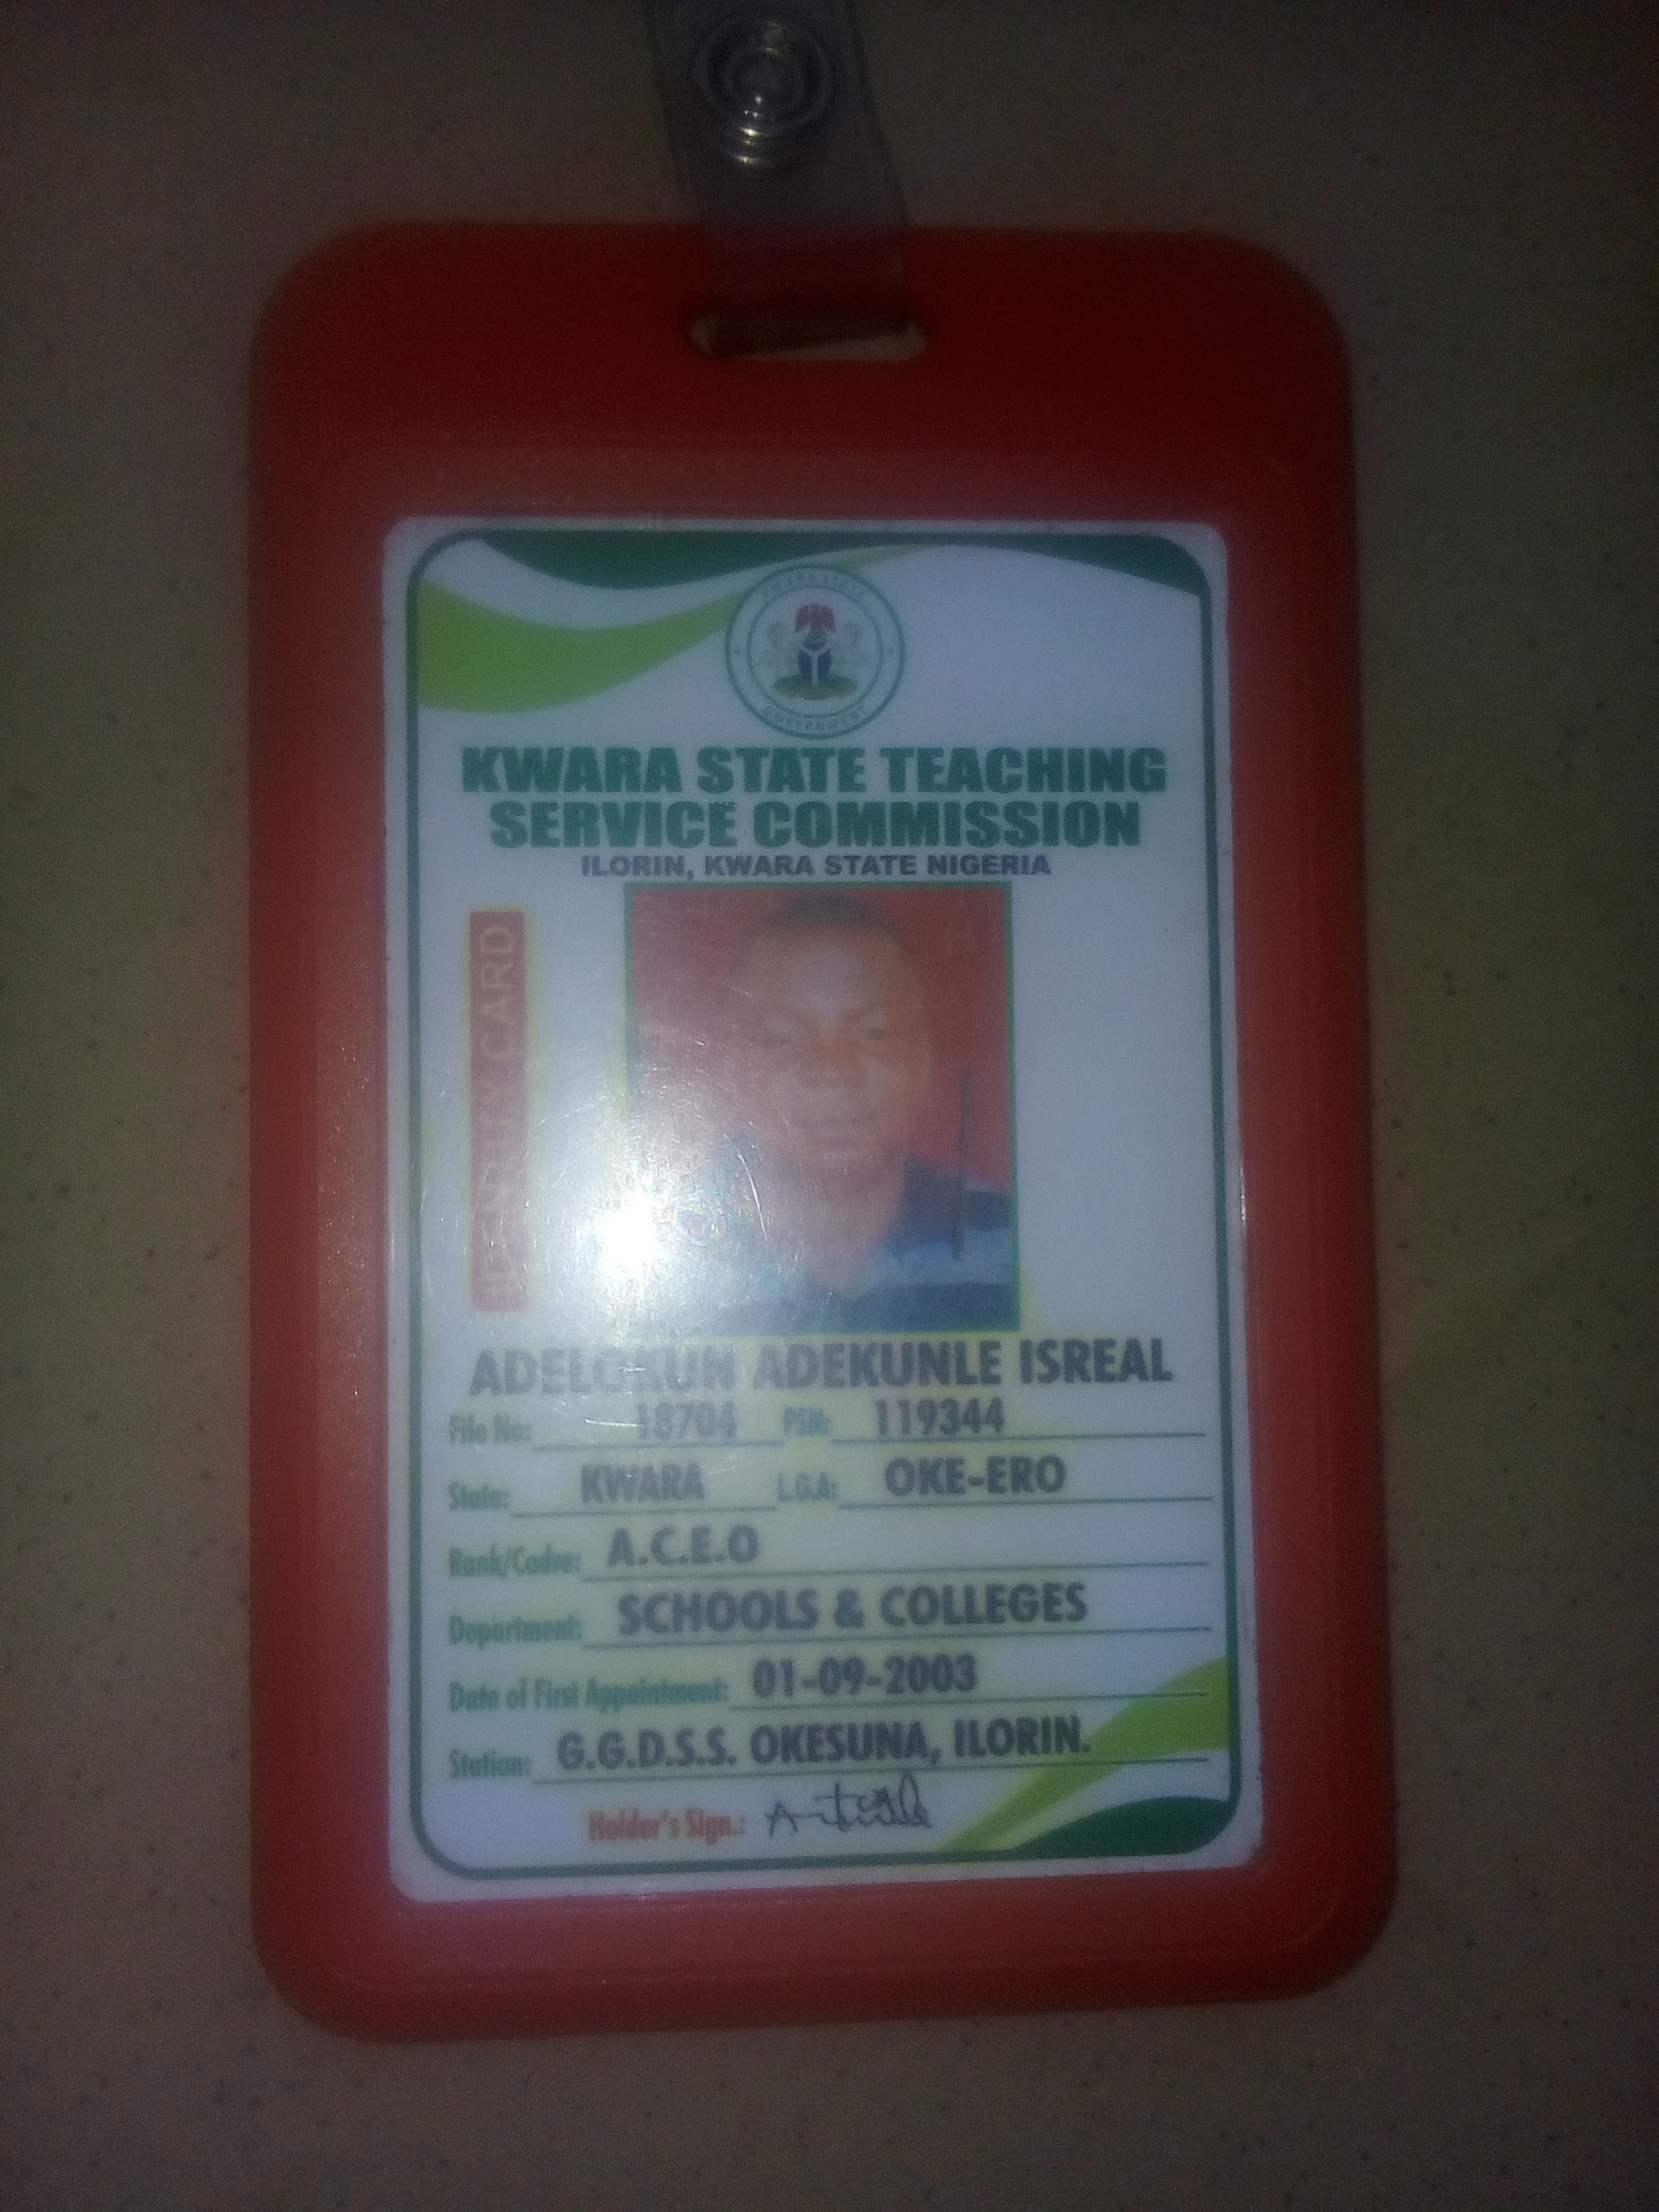 KWARA STATE
GOVERNMENT
KWARA STATE TEACHING
SERVICE COMMISSION
ILORIN, KWARA STATE NIGERIA
IDENTITY CARD
ADELOKUN ADEKUNLE ISREAL
File No: 18704 PSN: 119344
State: KWARA L.G.A: OKE-ERO
Rank/Cadre: A.C.E.O
Department: SCHOOLS & COLLEGES
Date of First Appointment: 01-09-2003
Station: G.G.D.S.S. OKESUNA, ILORIN.
Holder's Sign.: